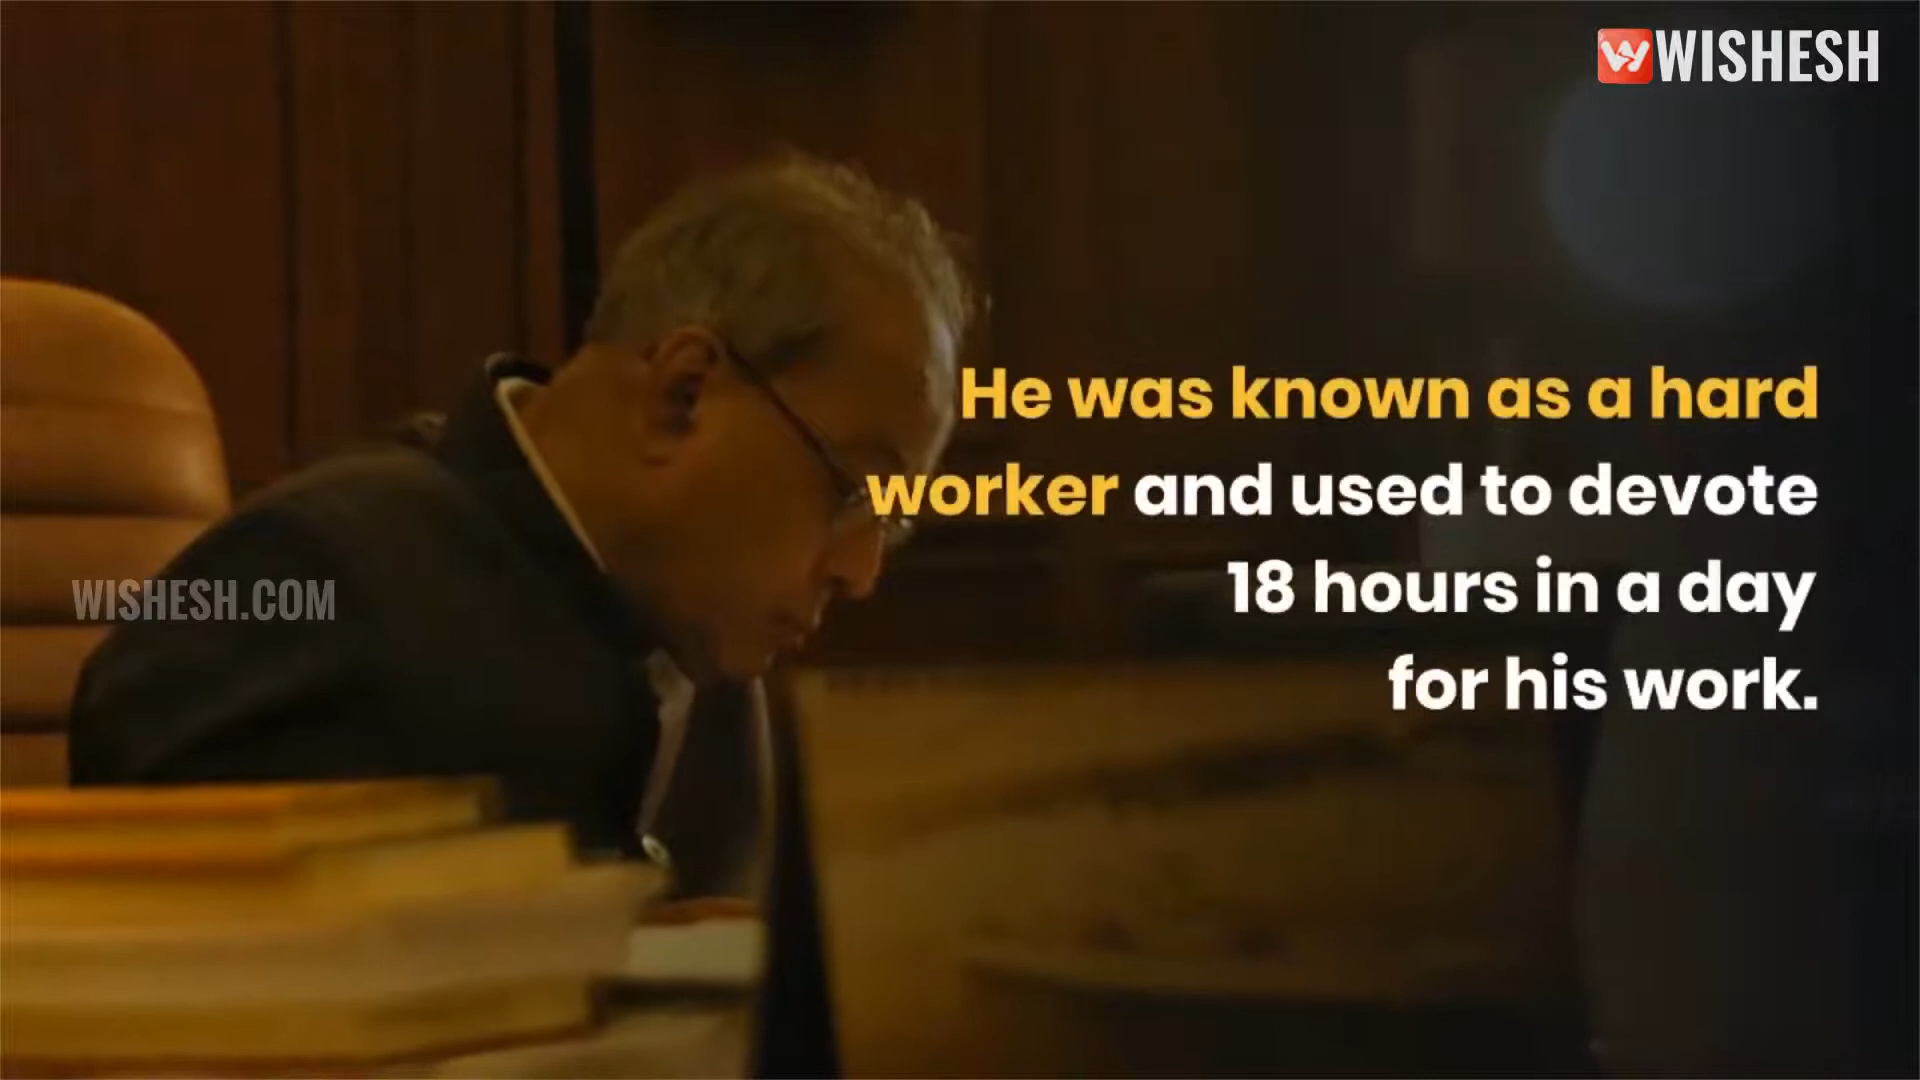 WISHESH
He was known as a hard
worker and used to devote
18 hours in a day
for his work.
WISHESH.COM